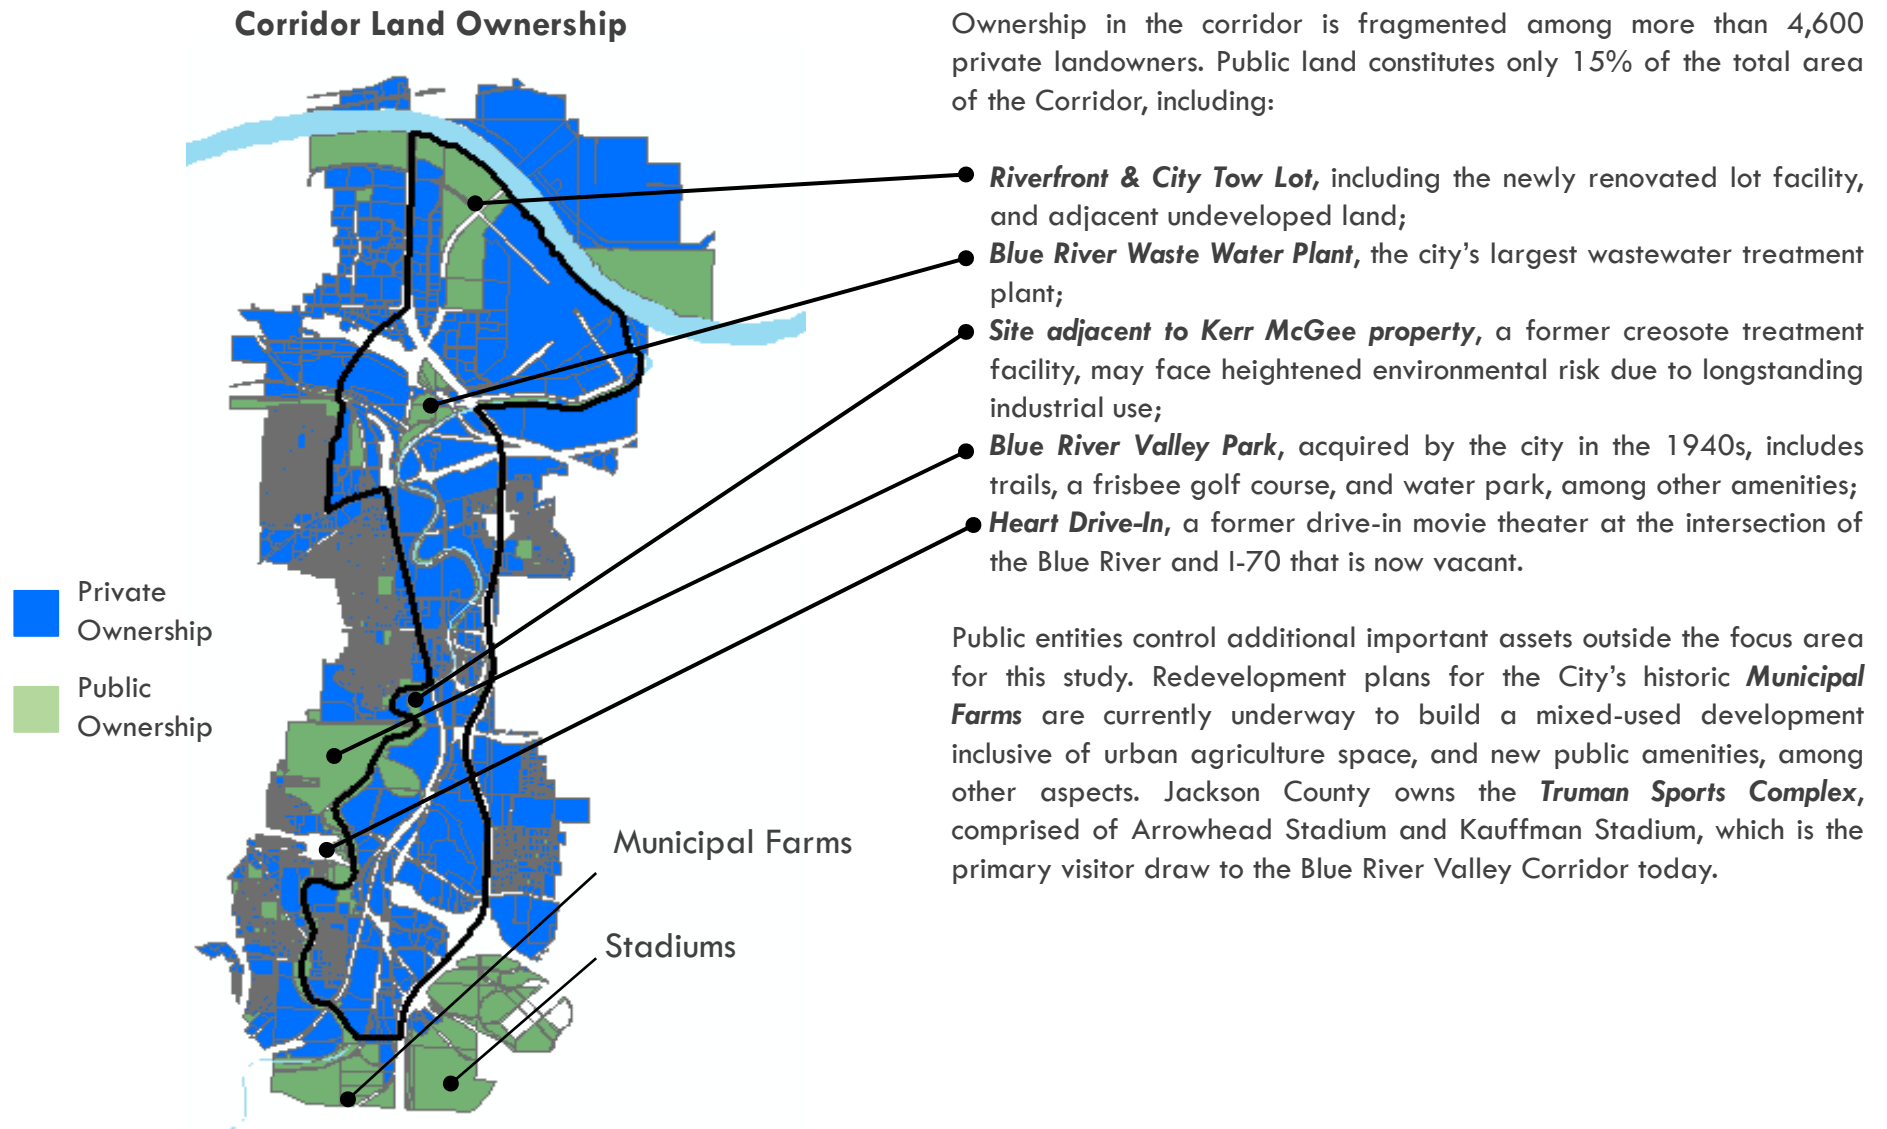 Corridor Land Ownership
Private
Ownership
Public
Ownership
Municipal Farms
Stadiums
Ownership in the corridor is fragmented among more than 4,600
private landowners. Public land constitutes only 15% of the total area
of the Corridor, including:
Riverfront & City Tow Lot, including the newly renovated lot facility,
and adjacent undeveloped land;
Blue River Waste Water Plant, the city’s largest wastewater treatment
plant;
Site adjacent to Kerr McGee property, a former creosote treatment
facility, may face heightened environmental risk due to longstanding
industrial use;
Blue River Valley Park, acquired by the city in the 1940s, includes
trails, a frisbee golf course, and water park, among other amenities;
Heart Drive-In, a former drive-in movie theater at the intersection of
the Blue River and I-70 that is now vacant.
Public entities control additional important assets outside the focus area
for this study. Redevelopment plans for the City’s historic Municipal
Farms are currently underway to build a mixed-used development
inclusive of urban agriculture space, and new public amenities, among
other aspects. Jackson County owns the Truman Sports Complex,
comprised of Arrowhead Stadium and Kauffman Stadium, which is the
primary visitor draw to the Blue River Valley Corridor today.